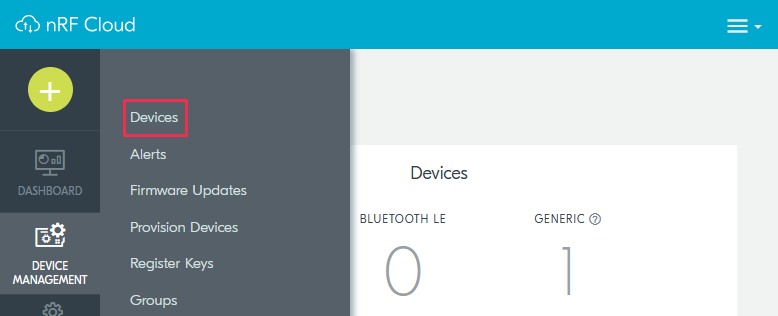 nRF Cloud
DASHBOARD
DEVICE
MANAGEMENT
Devices
Alerts
Firmware Updates
Provision Devices
Register Keys
Groups
Devices
BLUETOOTH LE
GENERIC ?
0
1